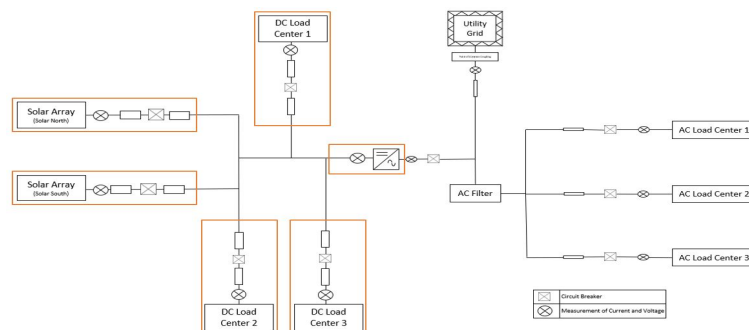 DC Load
Center 1
Utility
Grid
Solar Array
(Solar North)
AC Load Center 1
Solar Array
(Solar South)
AC Filter
AC Load Center 2
AC Load Center 3
DC Load
Center 2
DC Load
Center 3
Circuit Breaker
Measurement of Current and Voltage